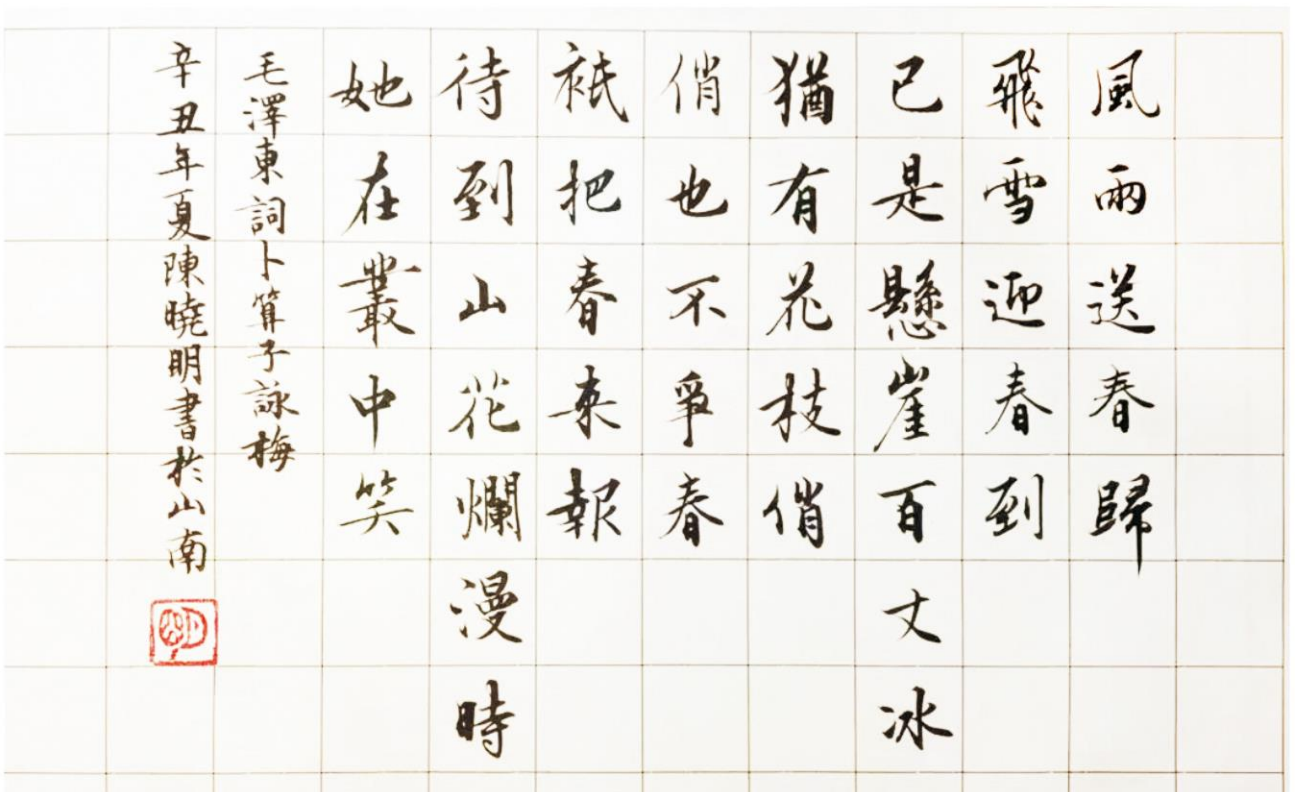 風雨送春歸
飛雪迎春到
已是懸崖百丈冰
猶有花枝俏
俏也不爭春
袛把春來報
待到山花爛漫時
她在叢中笑
毛澤東詞卜算子詠梅
辛丑年夏陳曉明書於山南
明